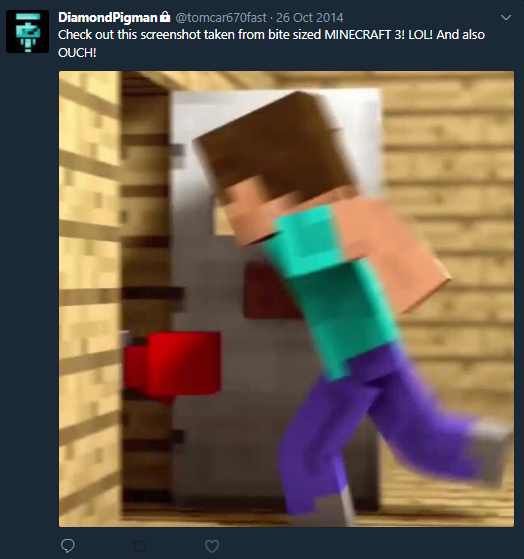 DiamondPigman🔒 @tomcar670fast · 26 Oct 2014
Check out this screenshot taken from bite sized MINECRAFT 3! LOL! And also
OUCH!